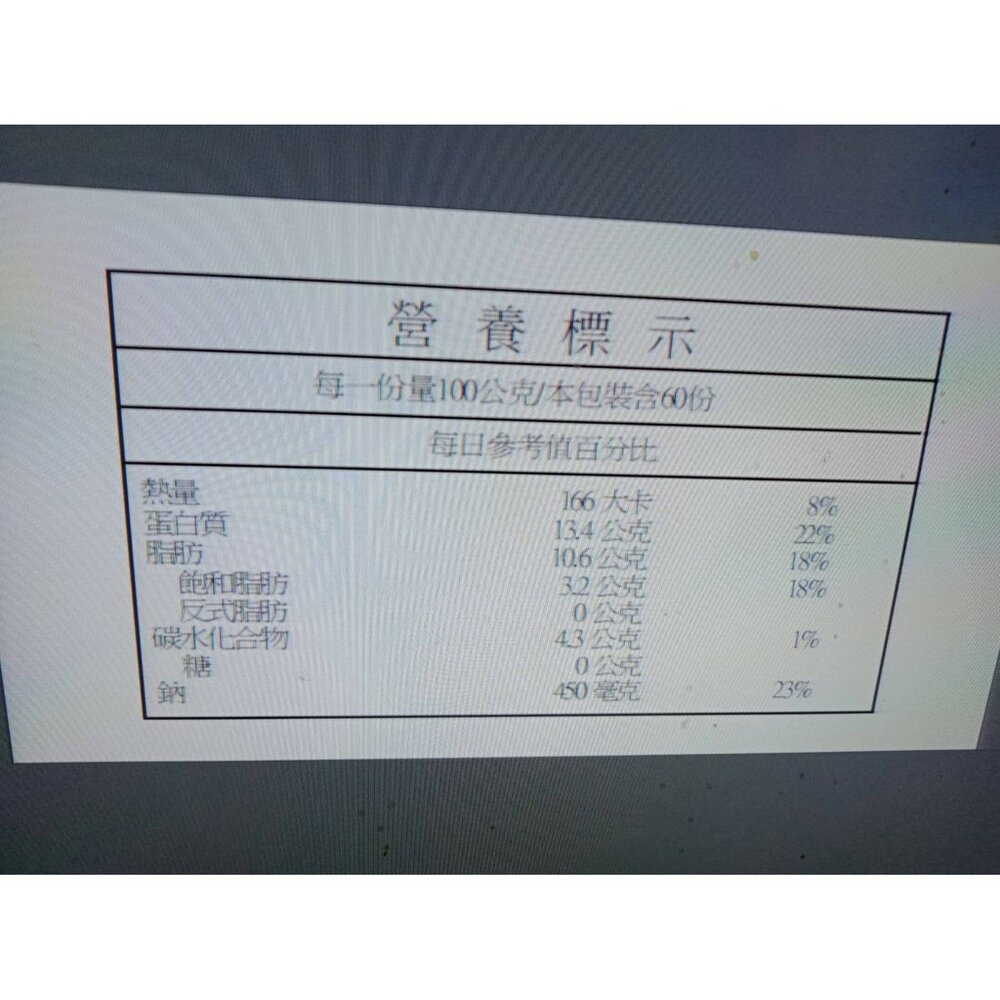 營養標示
每一份量100公克/本包裝含60份
每日參考值百分比
熱量 166 大卡 8%
蛋白質 13.4 公克 22%
脂肪 10.6 公克 18%
飽和脂肪 3.2 公克 18%
反式脂肪 0 公克
碳水化合物 4.3 公克 1%
糖 0 公克
鈉 450 毫克 23%